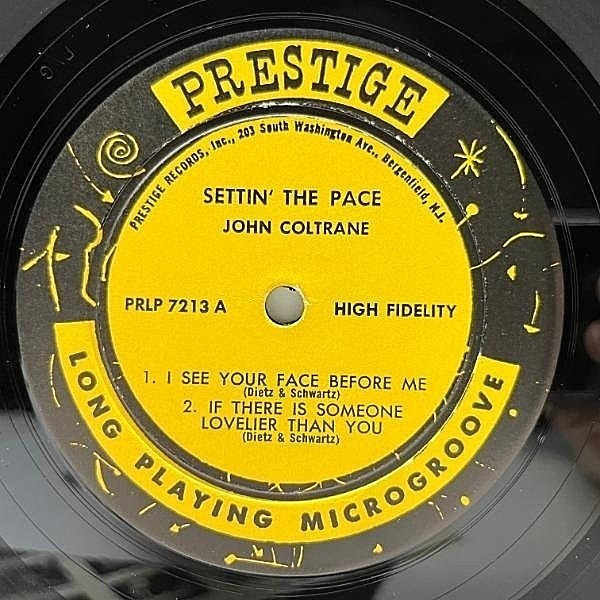 PRESTIGE
PRESTIGE RECORDS, Inc., 203 South Washington Ave., Bergenfield, N.J.
SETTIN' THE PACE
JOHN COLTRANE
PRLP 7213 A HIGH FIDELITY
1. I SEE YOUR FACE BEFORE ME
(Dietz & Schwartz)
2. IF THERE IS SOMEONE
LOVELIER THAN YOU
(Dietz & Schwartz)
LONG PLAYING MICROGROOVE